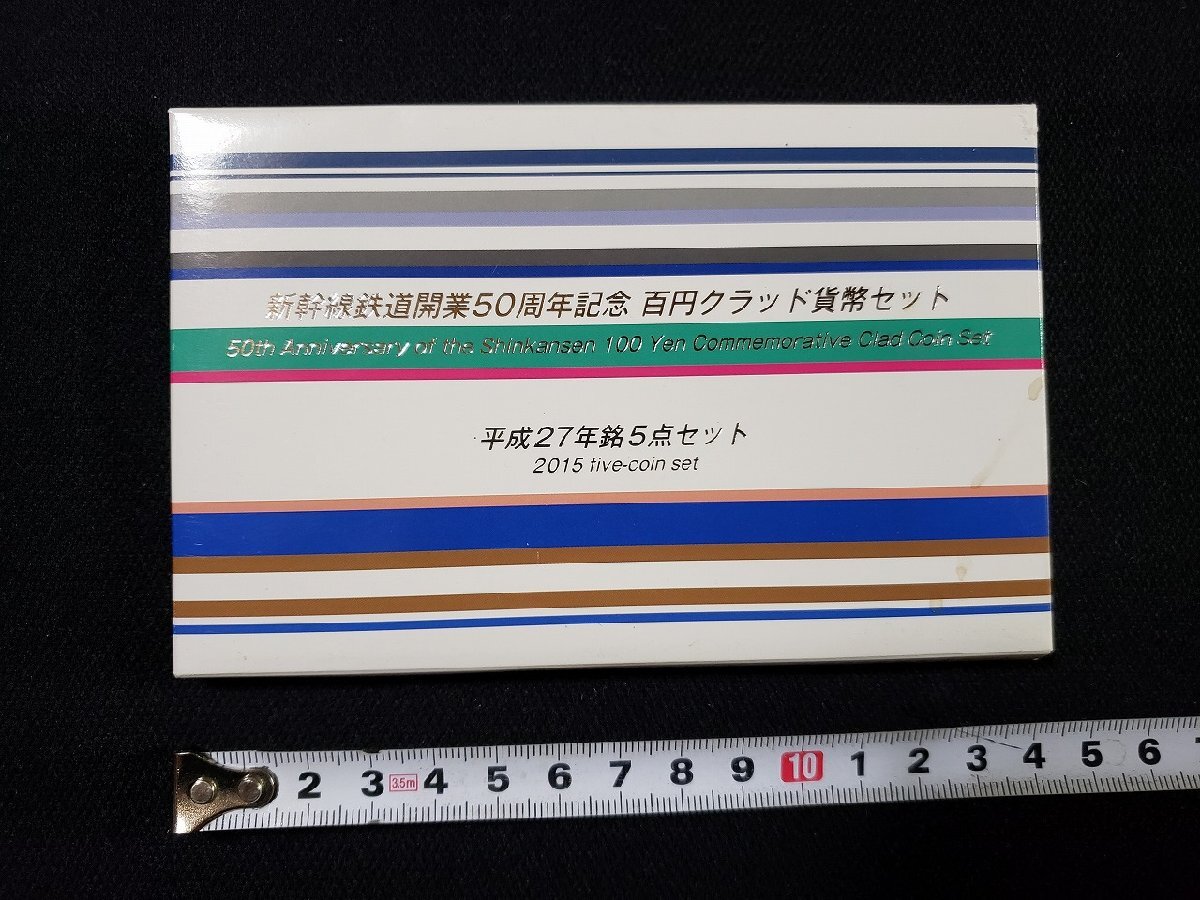 新幹線鉄道開業50周年記念 百円クラッド貨幣セット
50th Anniversary of the Shinkansen 100 Yen Commemorative Clad Coin Set
平成27年銘5点セット
2015 five-coin set
2 3 3.5m 4 5 6 7 8 9 10 1 2 3 4 5 6 7